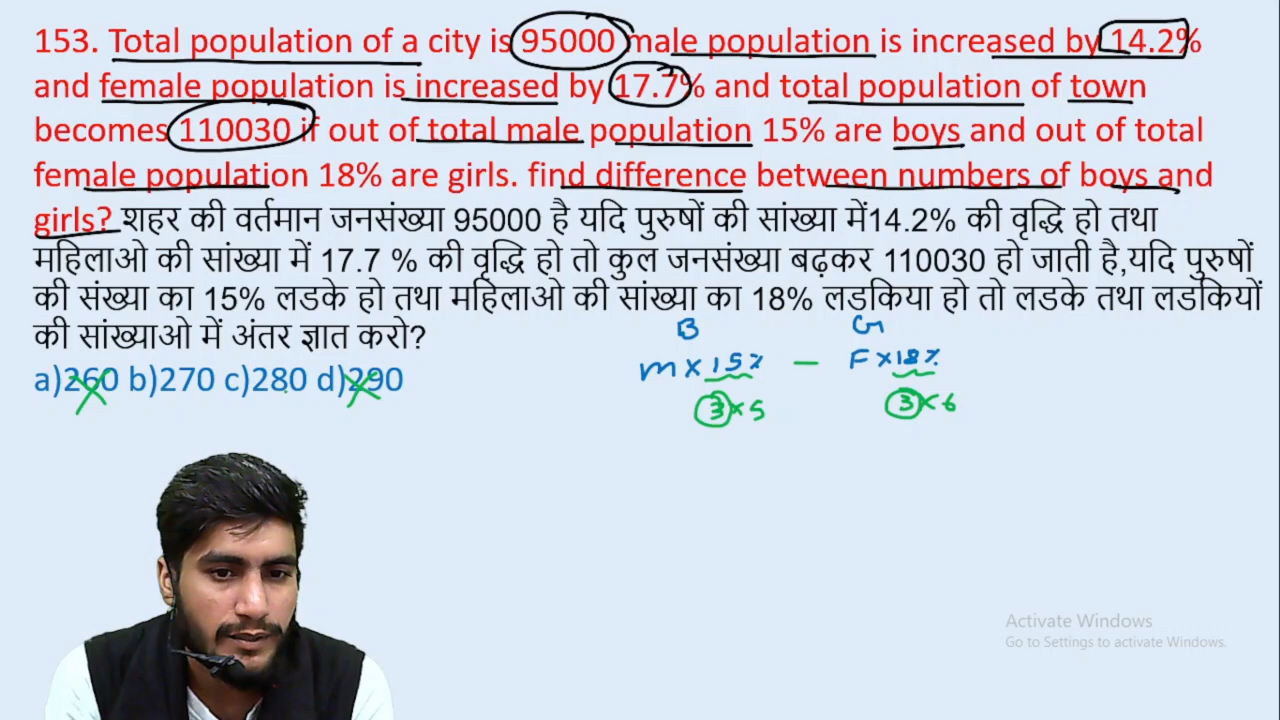 153. Total population of a city is 95000 male population is increased by 14.2%
and female population is increased by 17.7% and total population of town
becomes 110030 if out of total male population 15% are boys and out of total
female population 18% are girls. find difference between numbers of boys and
girls? शहर की वर्तमान जनसंख्या 95000 है यदि पुरुषों की सांख्या में14.2% की वृद्धि हो तथा
महिलाओ की सांख्या में 17.7 % की वृद्धि हो तो कुल जनसंख्या बढ़कर 110030 हो जाती है,यदि पुरुषों
की संख्या का 15% लडके हो तथा महिलाओ की सांख्या का 18% लडकिया हो तो लडके तथा लडकियों
की सांख्याओ में अंतर ज्ञात करो?
B G
a)260 b)270 c)280 d)290
m×15% – F×18%
3×5 3×6
Activate Windows
Go to Settings to activate Windows.